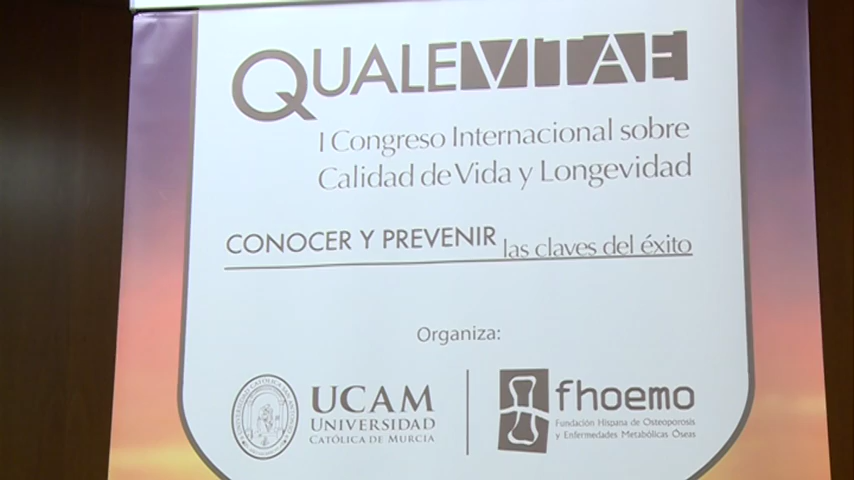 QUALEVITAE
I Congreso Internacional sobre
Calidad de Vida y Longevidad
CONOCER Y PREVENIR las claves del éxito
Organiza:
UCAM
UNIVERSIDAD
CATÓLICA DE MURCIA
fhoemo
Fundación Hispana de Osteoporosis
y Enfermedades Metabólicas Óseas